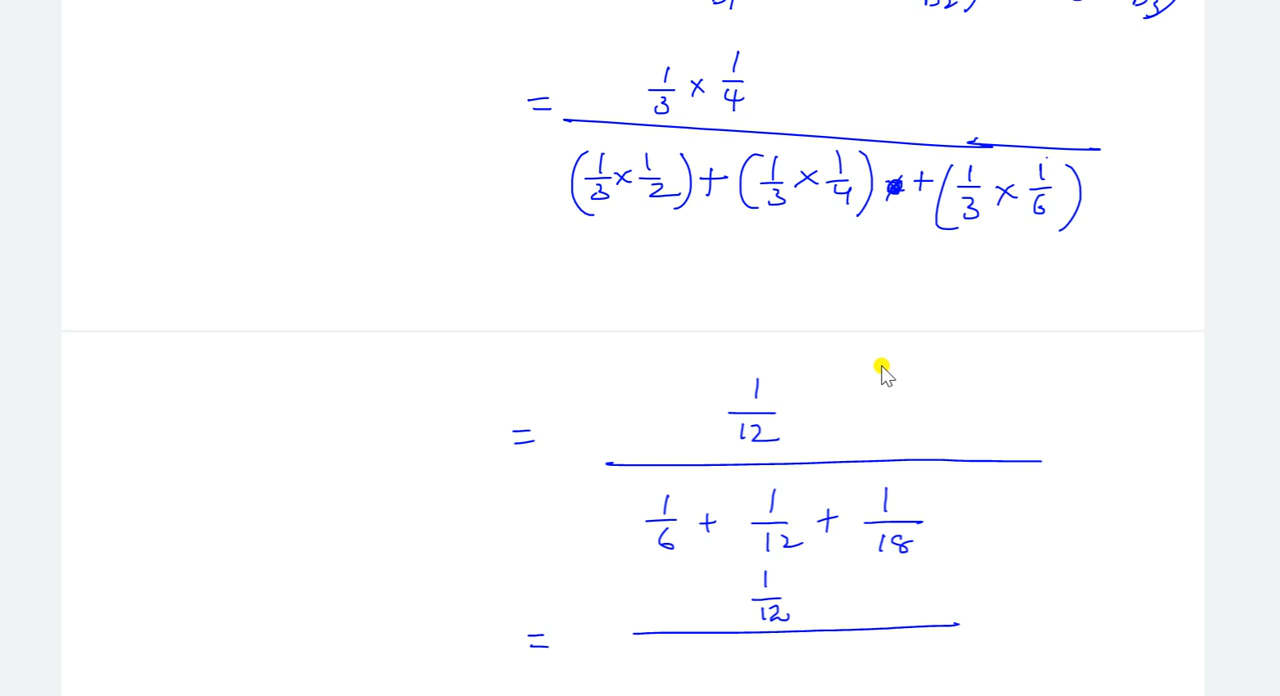 = 1/3 × 1/4
(1/3 × 1/2) + (1/3 × 1/4) + (1/3 × 1/6)
= 1/12
1/6 + 1/12 + 1/18
= 1/12